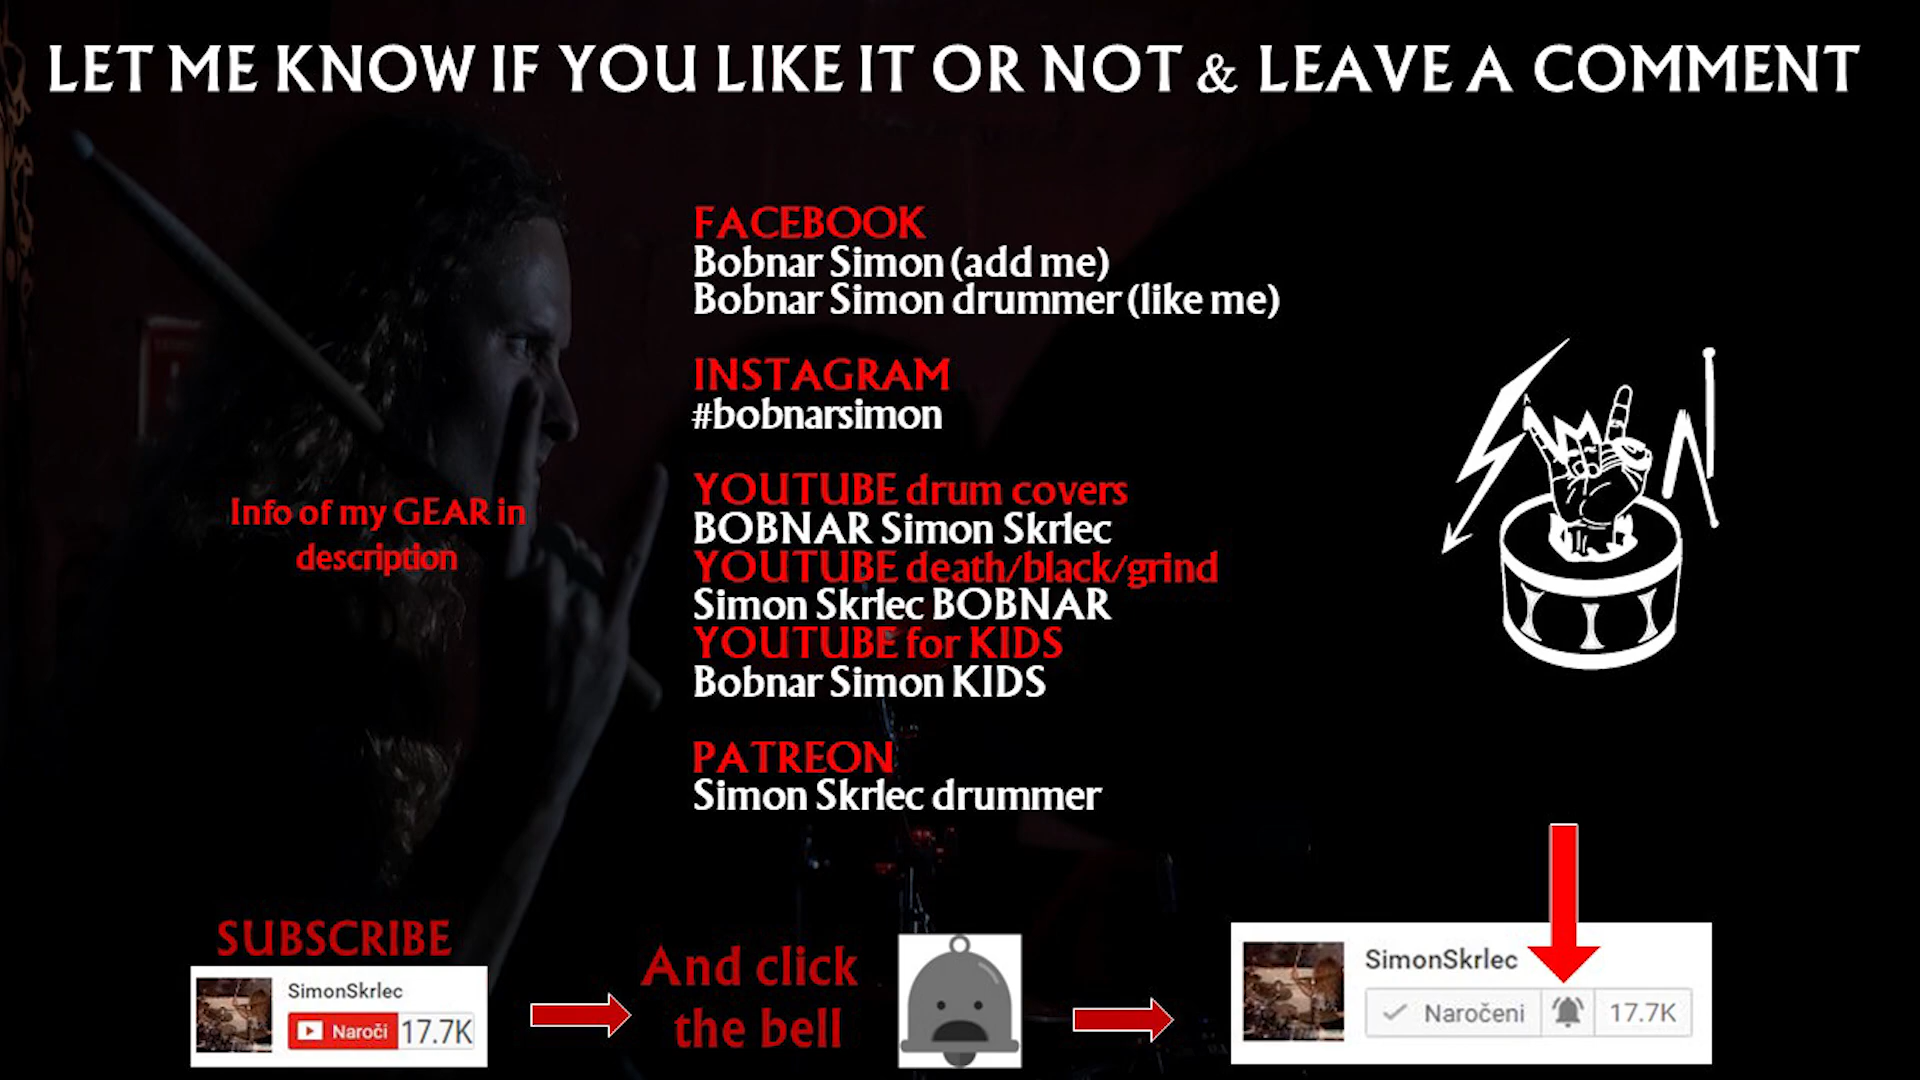 LET ME KNOW IF YOU LIKE IT OR NOT & LEAVE A COMMENT
FACEBOOK
Bobnar Simon (add me)
Bobnar Simon drummer (like me)
INSTAGRAM
#bobnarsimon
YOUTUBE drum covers
BOBNAR Simon Skrlec
YOUTUBE death/black/grind
Simon Skrlec BOBNAR
YOUTUBE for KIDS
Bobnar Simon KIDS
PATREON
Simon Skrlec drummer
Info of my GEAR in
description
SIMON
SUBSCRIBE
SimonSkrlec
Naroči 17.7K
And click
the bell
SimonSkrlec
Naročeni 17.7K